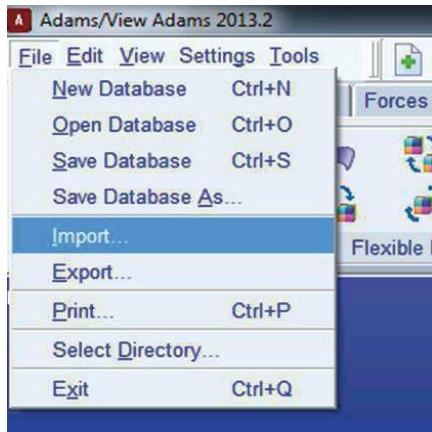 A Adams/View Adams 2013.2
File Edit View Settings Tools
New Database Ctrl+N
Forces
Open Database Ctrl+O
Save Database Ctrl+S
Save Database As...
Import...
Flexible
Export...
Print... Ctrl+P
Select Directory...
Exit Ctrl+Q